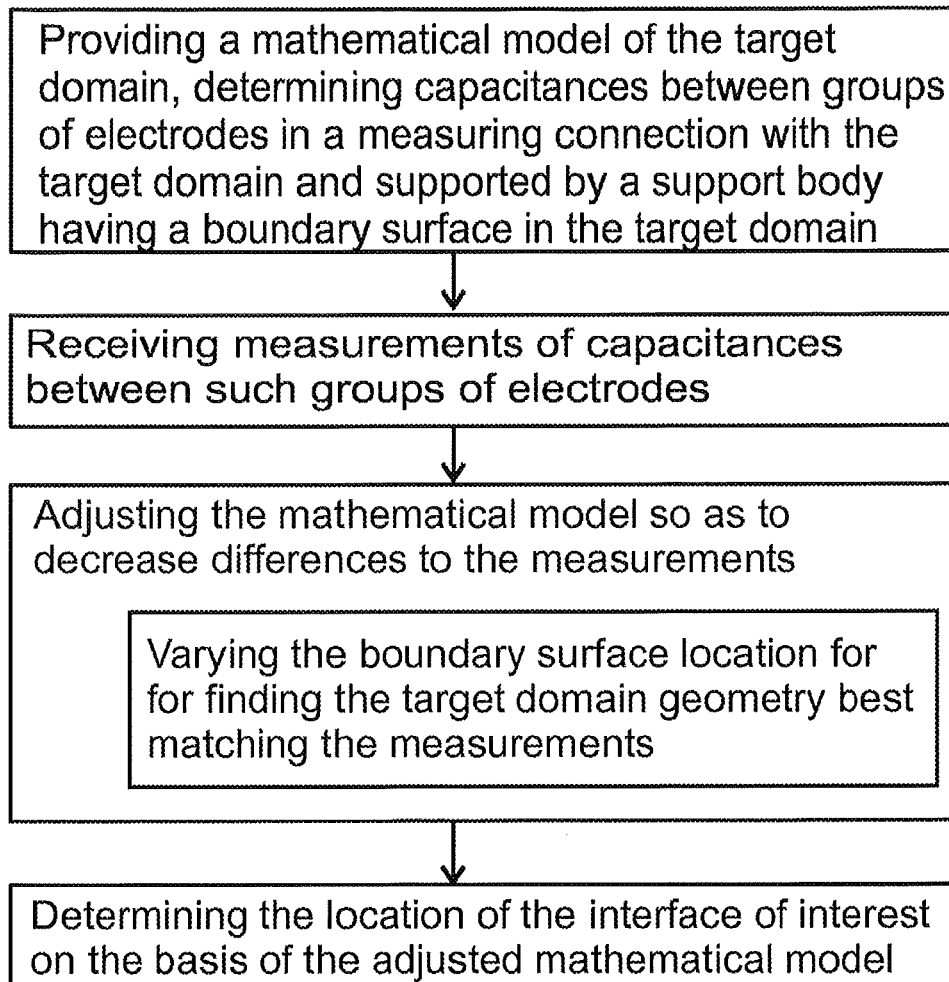 Providing a mathematical model of the target
domain, determining capacitances between groups
of electrodes in a measuring connection with the
target domain and supported by a support body
having a boundary surface in the target domain
Receiving measurements of capacitances
between such groups of electrodes
Adjusting the mathematical model so as to
decrease differences to the measurements
Varying the boundary surface location for
for finding the target domain geometry best
matching the measurements
Determining the location of the interface of interest
on the basis of the adjusted mathematical model